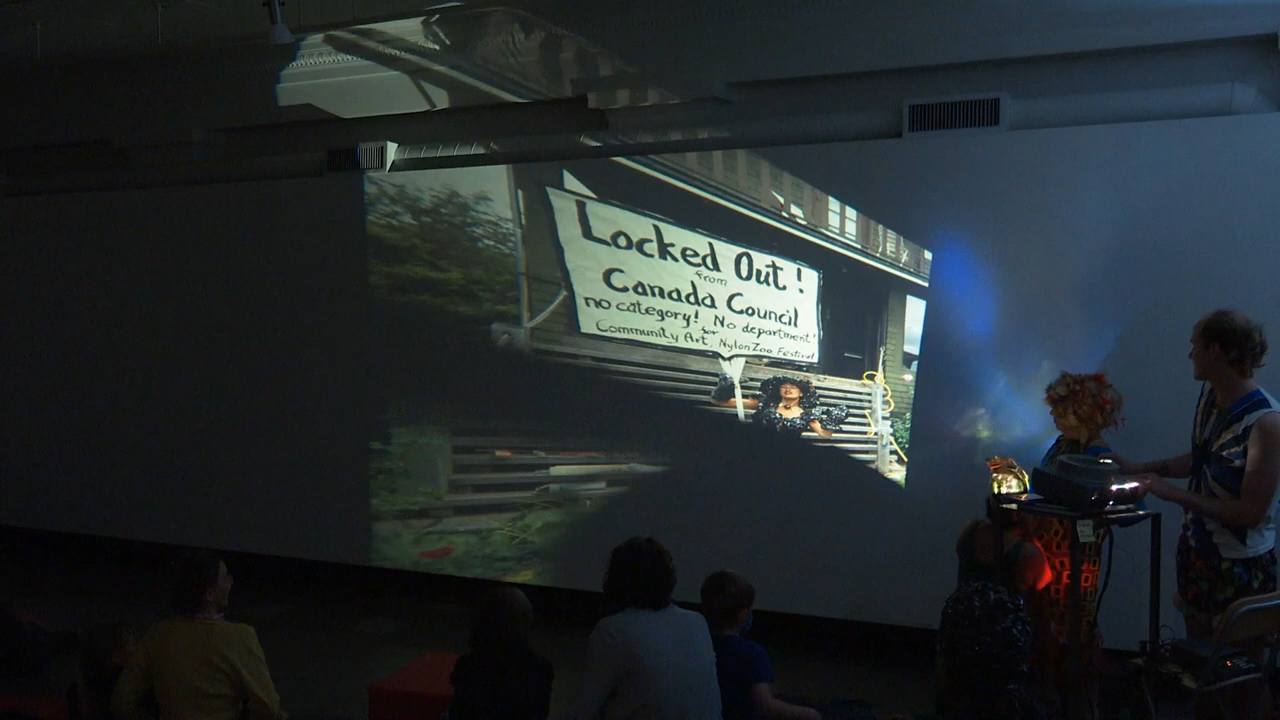 Locked Out!
from
Canada Council
no category! No department!
for
Community Art, Nylon Zoo, Festival